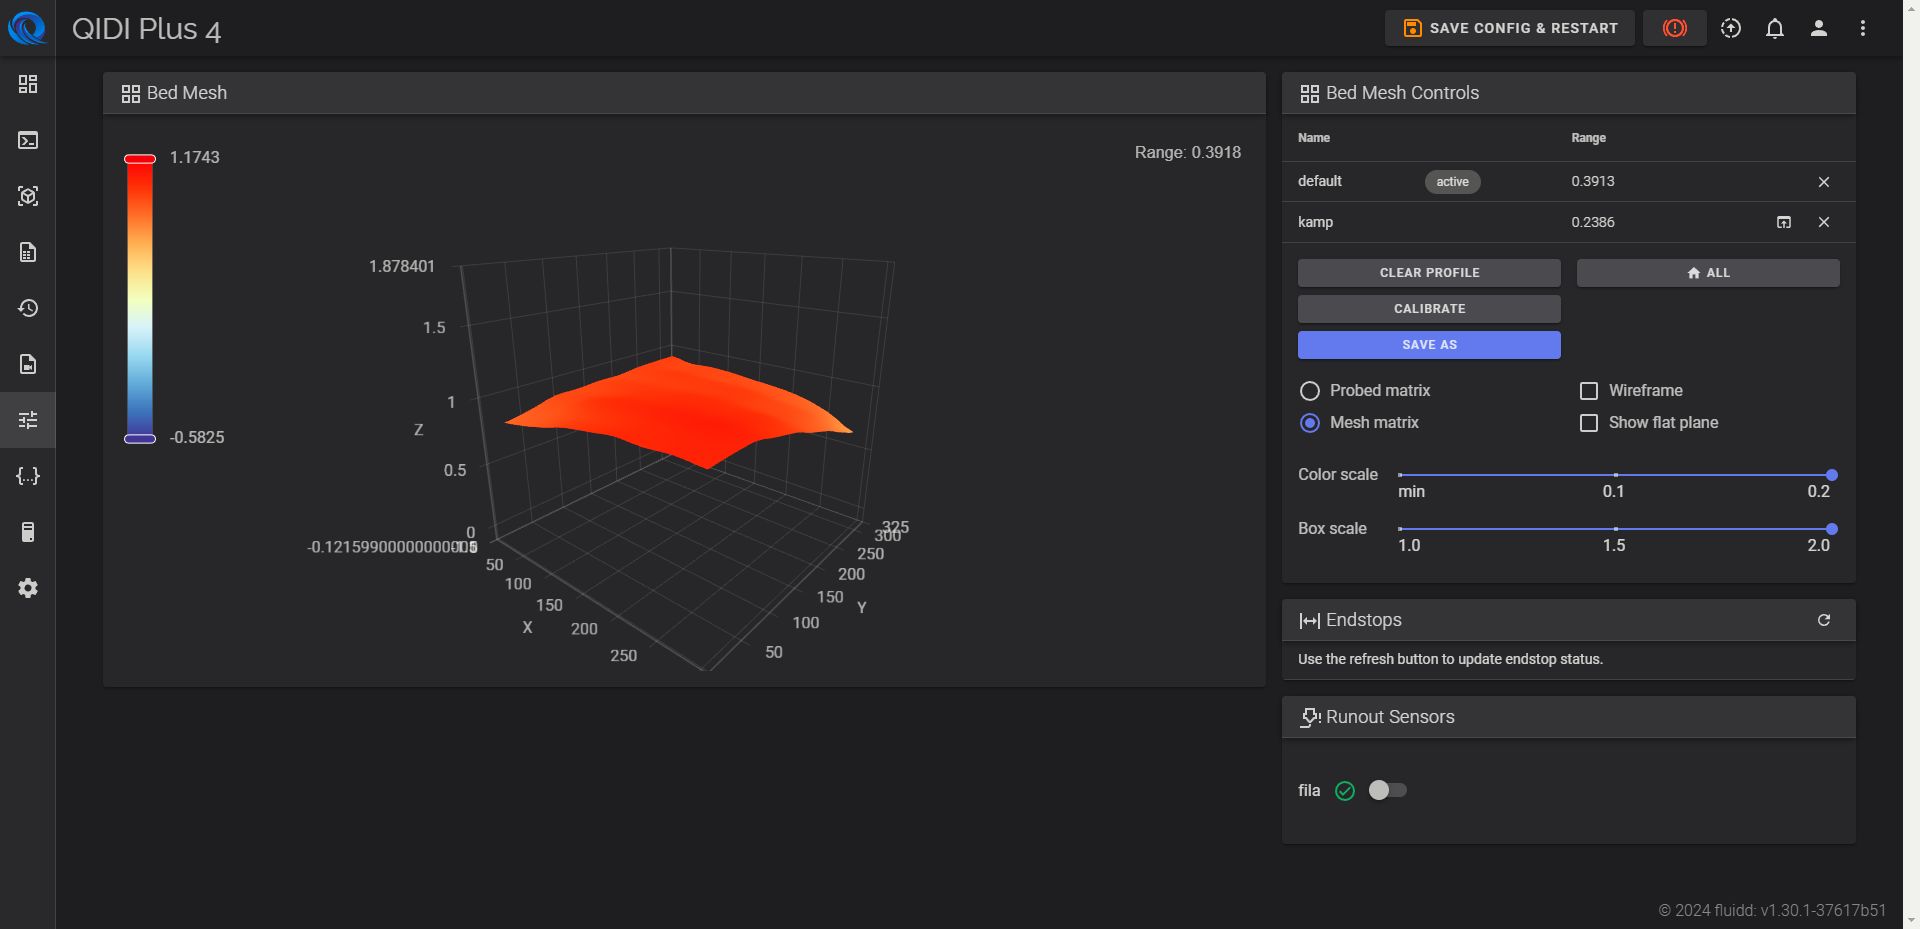 QIDI Plus 4
SAVE CONFIG & RESTART
Bed Mesh
1.1743
-0.5825
Range: 0.3918
1.878401
1.5
1
Z
0.5
0
50
100
150
X
200
250
325
300
250
200
150
Y
100
50
Bed Mesh Controls
Name Range
default active 0.3913
kamp 0.2386
CLEAR PROFILE
ALL
CALIBRATE
SAVE AS
Probed matrix
Wireframe
Mesh matrix
Show flat plane
Color scale
min 0.1 0.2
Box scale
1.0 1.5 2.0
Endstops
Use the refresh button to update endstop status.
Runout Sensors
fila
© 2024 fluidd: v1.30.1-37617b51